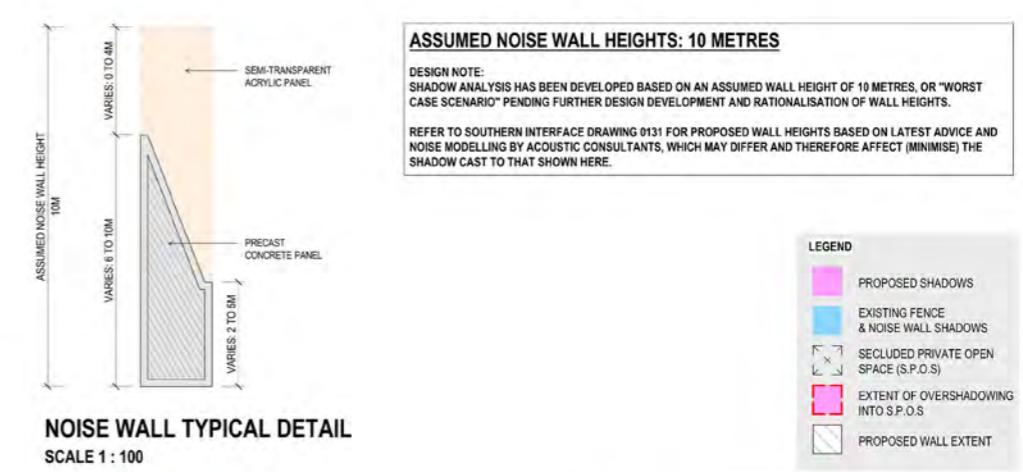 ASSUMED NOISE WALL HEIGHT
10M
VARIES: 0 TO 4M
VARIES: 6 TO 10M
SEMI-TRANSPARENT
ACRYLIC PANEL
PRECAST
CONCRETE PANEL
VARIES: 2 TO 5M
NOISE WALL TYPICAL DETAIL
SCALE 1 : 100
ASSUMED NOISE WALL HEIGHTS: 10 METRES
DESIGN NOTE:
SHADOW ANALYSIS HAS BEEN DEVELOPED BASED ON AN ASSUMED WALL HEIGHT OF 10 METRES, OR "WORST
CASE SCENARIO" PENDING FURTHER DESIGN DEVELOPMENT AND RATIONALISATION OF WALL HEIGHTS.
REFER TO SOUTHERN INTERFACE DRAWING 0131 FOR PROPOSED WALL HEIGHTS BASED ON LATEST ADVICE AND
NOISE MODELLING BY ACOUSTIC CONSULTANTS, WHICH MAY DIFFER AND THEREFORE AFFECT (MINIMISE) THE
SHADOW CAST TO THAT SHOWN HERE.
LEGEND
PROPOSED SHADOWS
EXISTING FENCE
& NOISE WALL SHADOWS
SECLUDED PRIVATE OPEN
SPACE (S.P.O.S)
EXTENT OF OVERSHADOWING
INTO S.P.O.S
PROPOSED WALL EXTENT